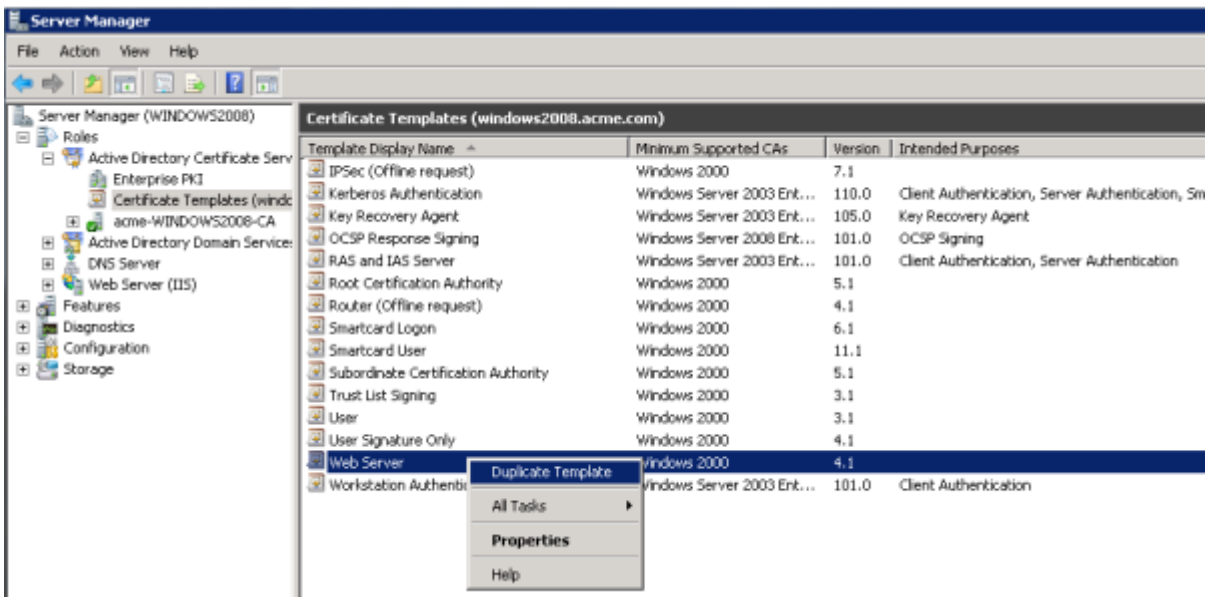 Server Manager
File Action View Help
Server Manager (WINDOWS2008)
Roles
Active Directory Certificate Serv
Enterprise PKI
Certificate Templates (windc
acme-WINDOWS2008-CA
Active Directory Domain Services
DNS Server
Web Server (IIS)
Features
Diagnostics
Configuration
Storage
Certificate Templates (windows2008.acme.com)
Template Display Name Minimum Supported CAs Version Intended Purposes
IPSec (Offline request) Windows 2000 7.1
Kerberos Authentication Windows Server 2003 Ent... 110.0 Client Authentication, Server Authentication, Sm
Key Recovery Agent Windows Server 2003 Ent... 105.0 Key Recovery Agent
OCSP Response Signing Windows Server 2008 Ent... 101.0 OCSP Signing
RAS and IAS Server Windows Server 2003 Ent... 101.0 Client Authentication, Server Authentication
Root Certification Authority Windows 2000 5.1
Router (Offline request) Windows 2000 4.1
Smartcard Logon Windows 2000 6.1
Smartcard User Windows 2000 11.1
Subordinate Certification Authority Windows 2000 5.1
Trust List Signing Windows 2000 3.1
User Windows 2000 3.1
User Signature Only Windows 2000 4.1
Web Server Windows 2000 4.1
Workstation Authentic Windows Server 2003 Ent... 101.0 Client Authentication
Duplicate Template
All Tasks
Properties
Help